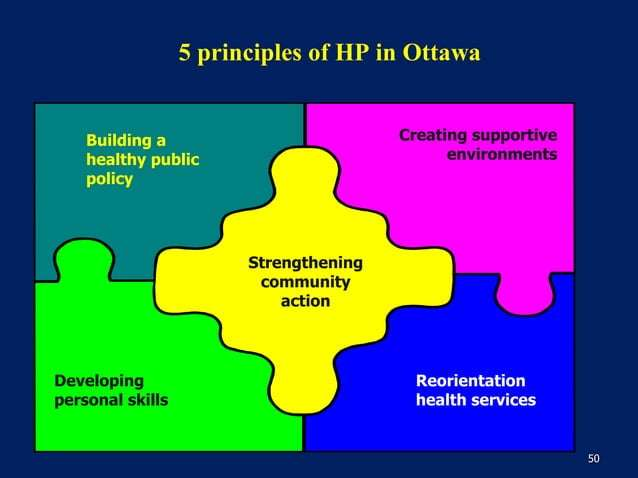 5 principles of HP in Ottawa
Building a
healthy public
policy
Creating supportive
environments
Strengthening
community
action
Developing
personal skills
Reorientation
health services
50